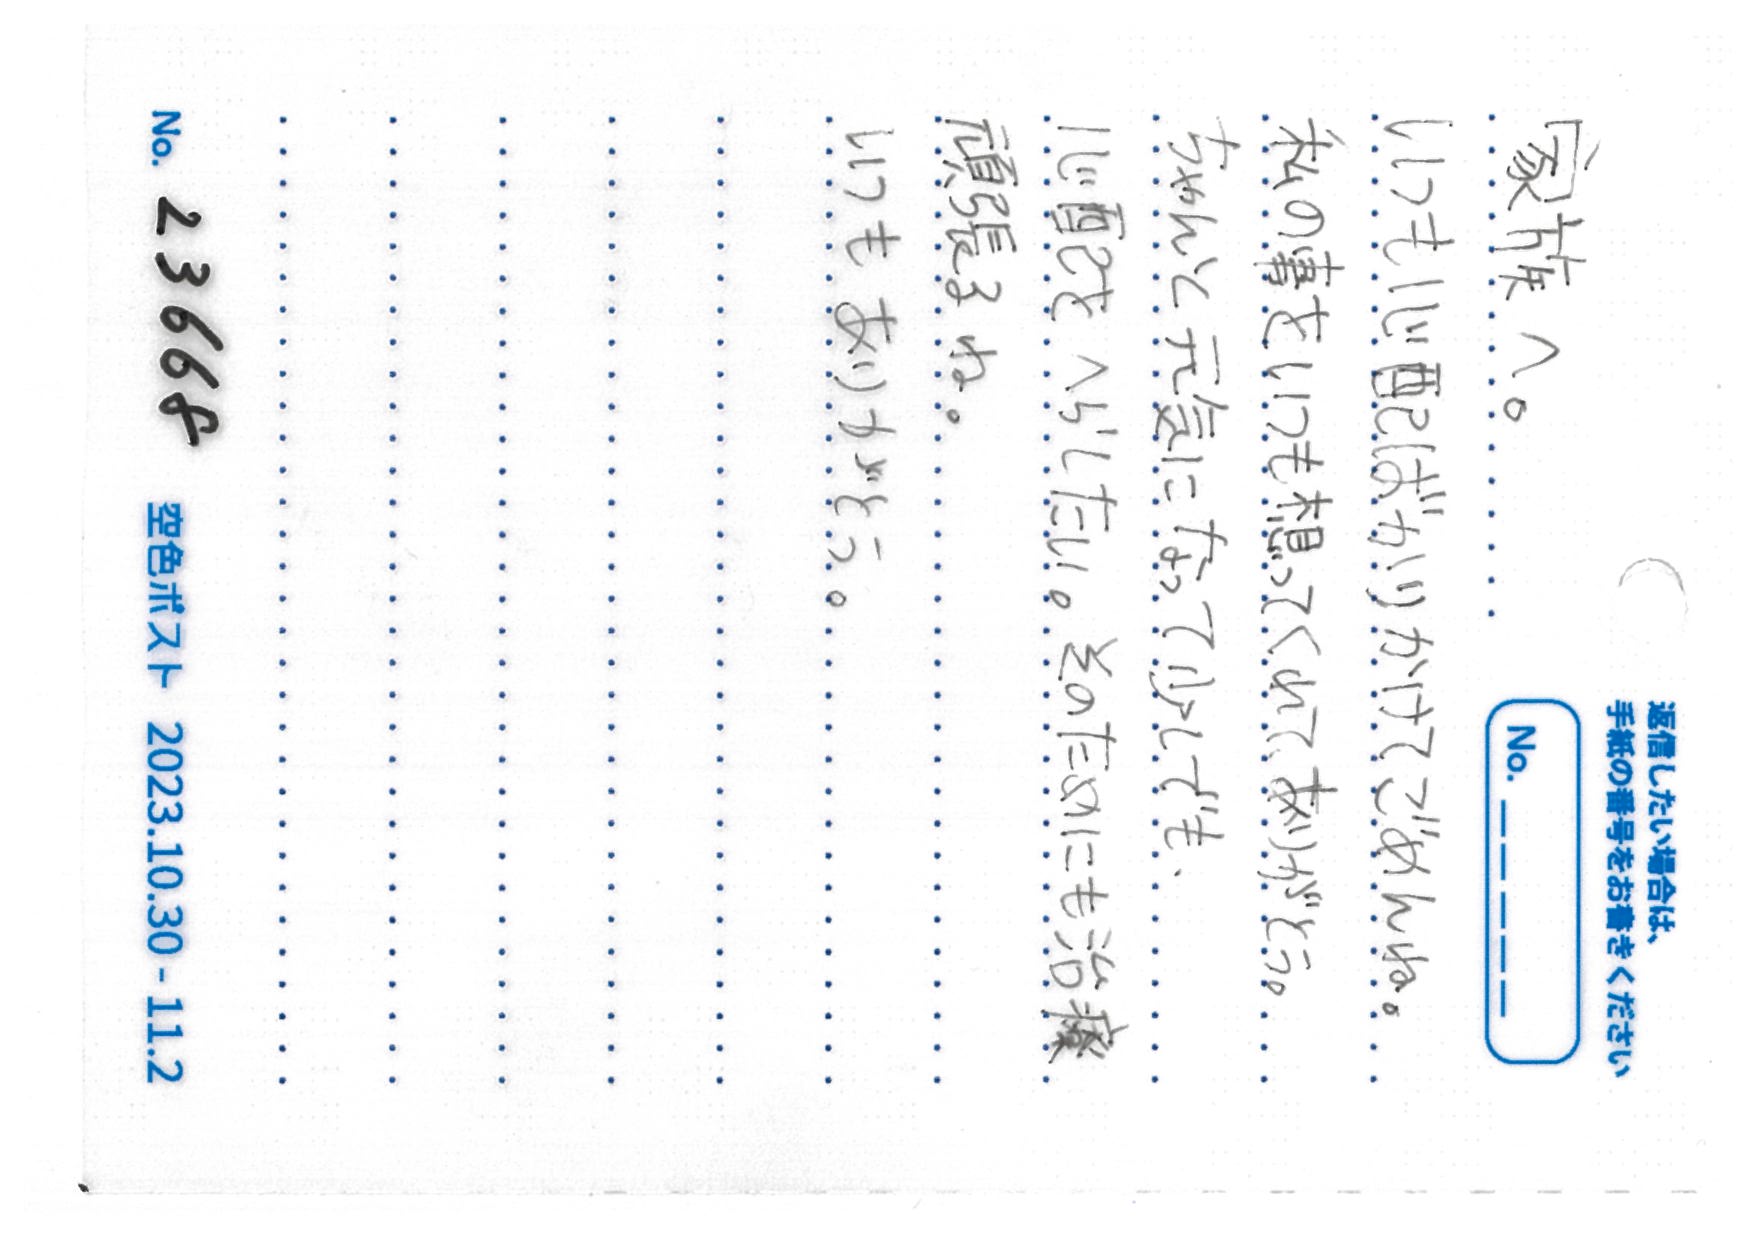 返信したい場合は、
手紙の番号をお書きください
No. _ _ _ _ _
家族へ。
いつも心配ばかりかけてごめんね。
私の事をいつも想ってくれて、ありがとう。
ちゃんと元気になって少しでも、
心配をへらしたい。そのためにも治療
頑張るね。
いつもありがとう。
No. 23668 空色ポスト 2023.10.30 - 11.2